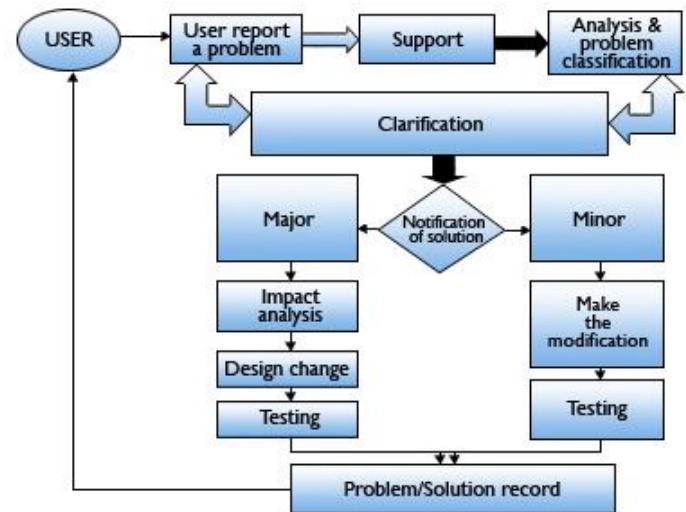 USER
User report
a problem
Support
Analysis &
problem
classification
Clarification
Major
Notification
of solution
Minor
Impact
analysis
Make
the
modification
Design change
Testing
Testing
Problem/Solution record